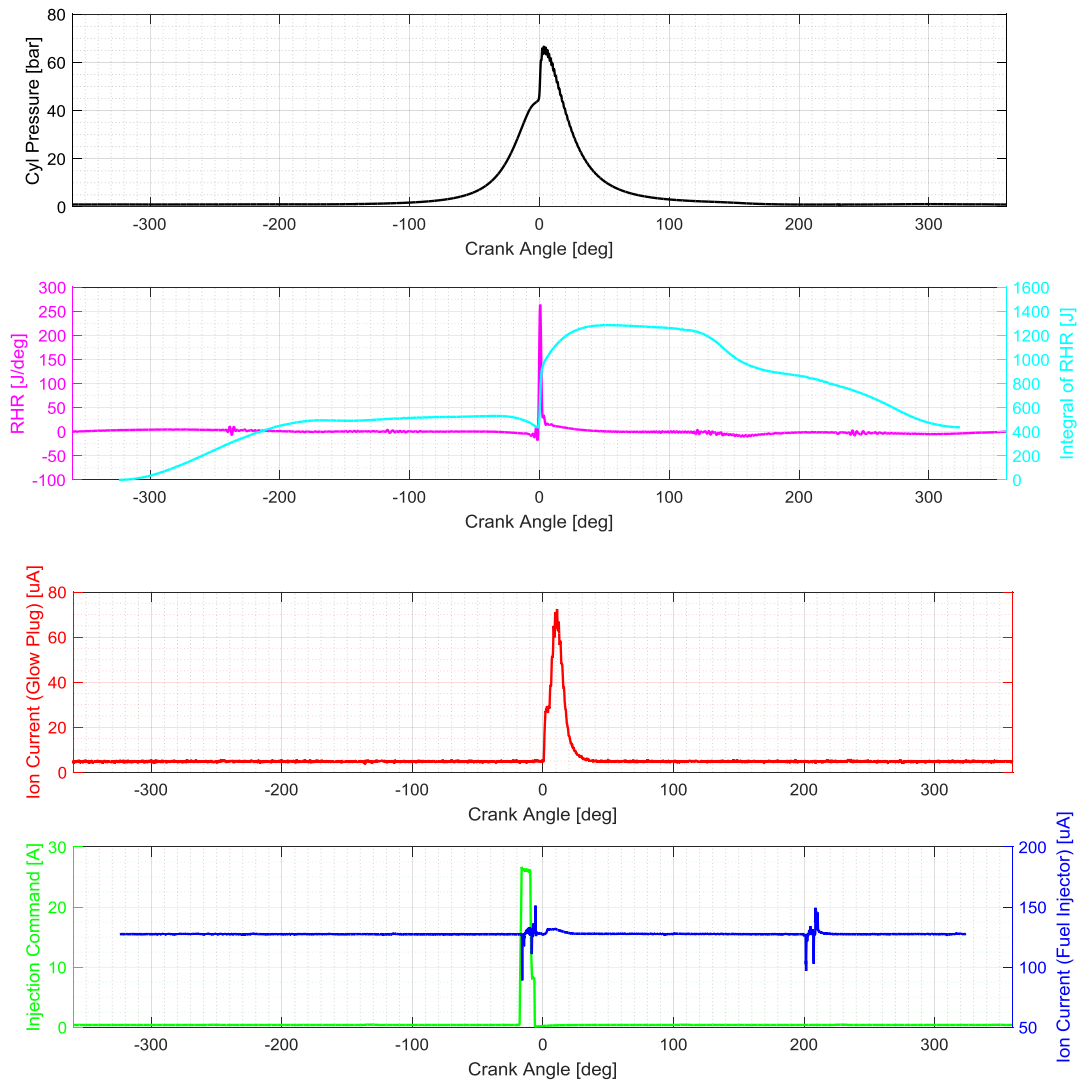 Cyl Pressure [bar]
80
60
40
20
0
-300 -200 -100 0 100 200 300
Crank Angle [deg]
RHR [J/deg]
300
250
200
150
100
50
0
-50
-100
Integral of RHR [J]
1600
1400
1200
1000
800
600
400
200
0
-300 -200 -100 0 100 200 300
Crank Angle [deg]
Ion Current (Glow Plug) [uA]
80
60
40
20
0
-300 -200 -100 0 100 200 300
Crank Angle [deg]
Injection Command [A]
30
20
10
0
Ion Current (Fuel Injector) [uA]
200
150
100
50
-300 -200 -100 0 100 200 300
Crank Angle [deg]